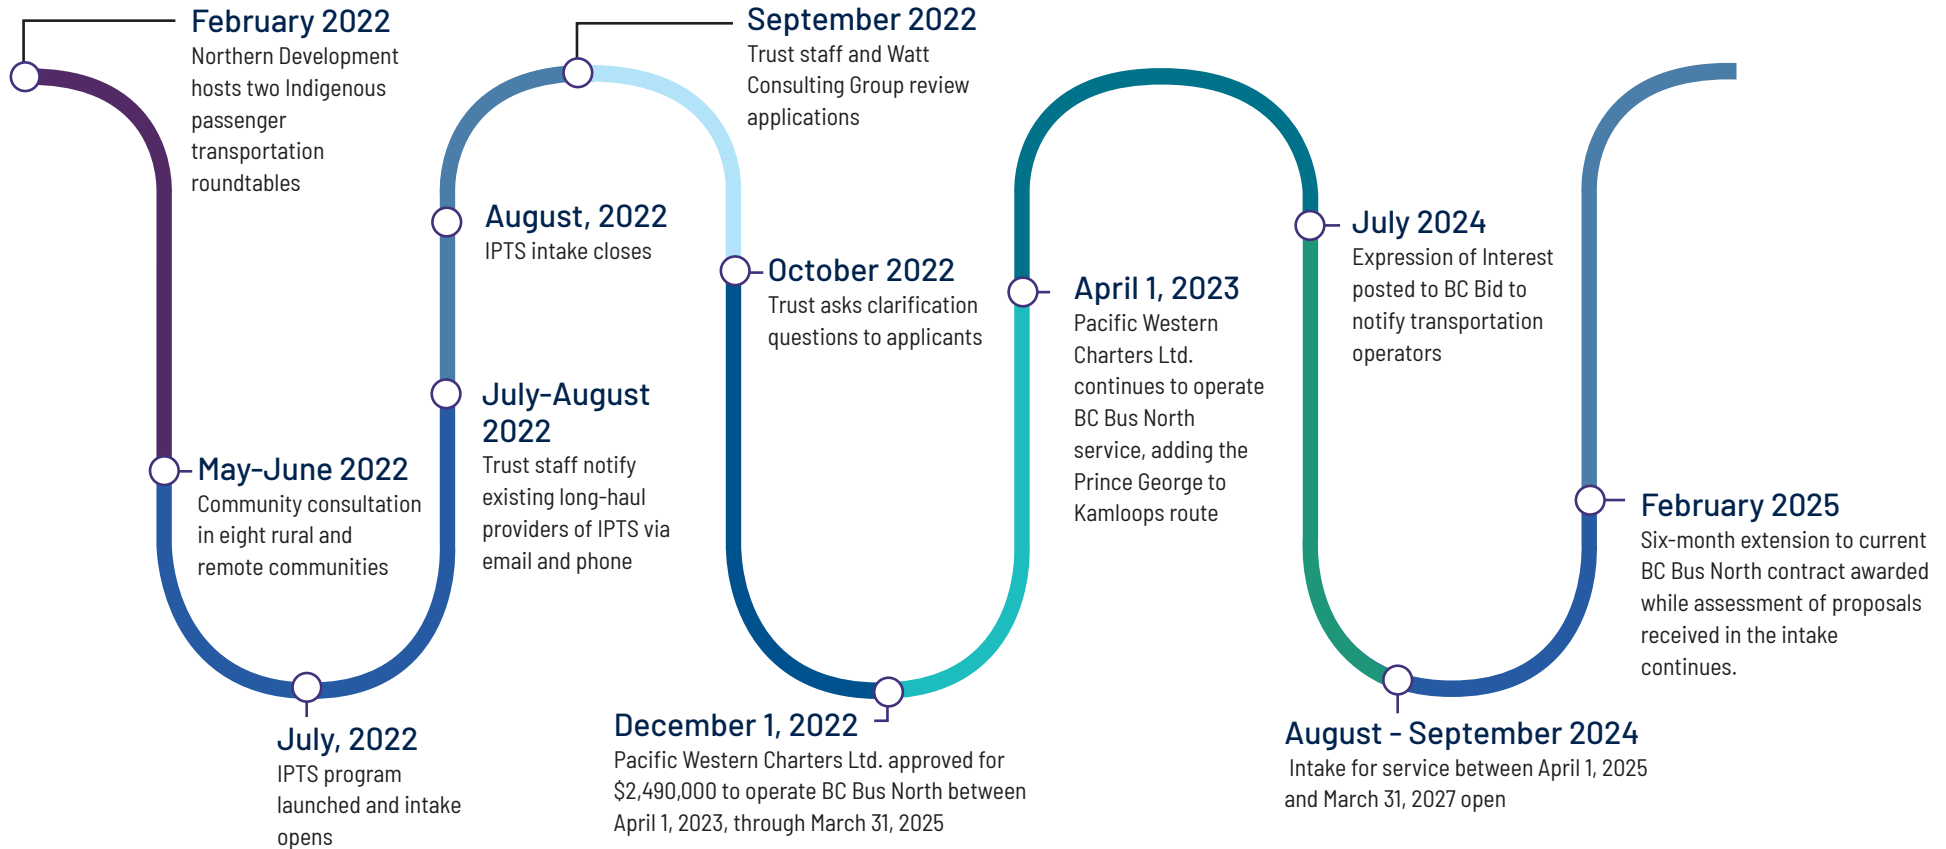 February 2022
Northern Development
hosts two Indigenous
passenger
transportation
roundtables
May-June 2022
Community consultation
in eight rural and
remote communities
July, 2022
IPTS program
launched and intake
opens
July-August
2022
Trust staff notify
existing long-haul
providers of IPTS via
email and phone
August, 2022
IPTS intake closes
September 2022
Trust staff and Watt
Consulting Group review
applications
October 2022
Trust asks clarification
questions to applicants
December 1, 2022
Pacific Western Charters Ltd. approved for
$2,490,000 to operate BC Bus North between
April 1, 2023, through March 31, 2025
April 1, 2023
Pacific Western
Charters Ltd.
continues to operate
BC Bus North
service, adding the
Prince George to
Kamloops route
July 2024
Expression of Interest
posted to BC Bid to
notify transportation
operators
August - September 2024
Intake for service between April 1, 2025
and March 31, 2027 open
February 2025
Six-month extension to current
BC Bus North contract awarded
while assessment of proposals
received in the intake
continues.